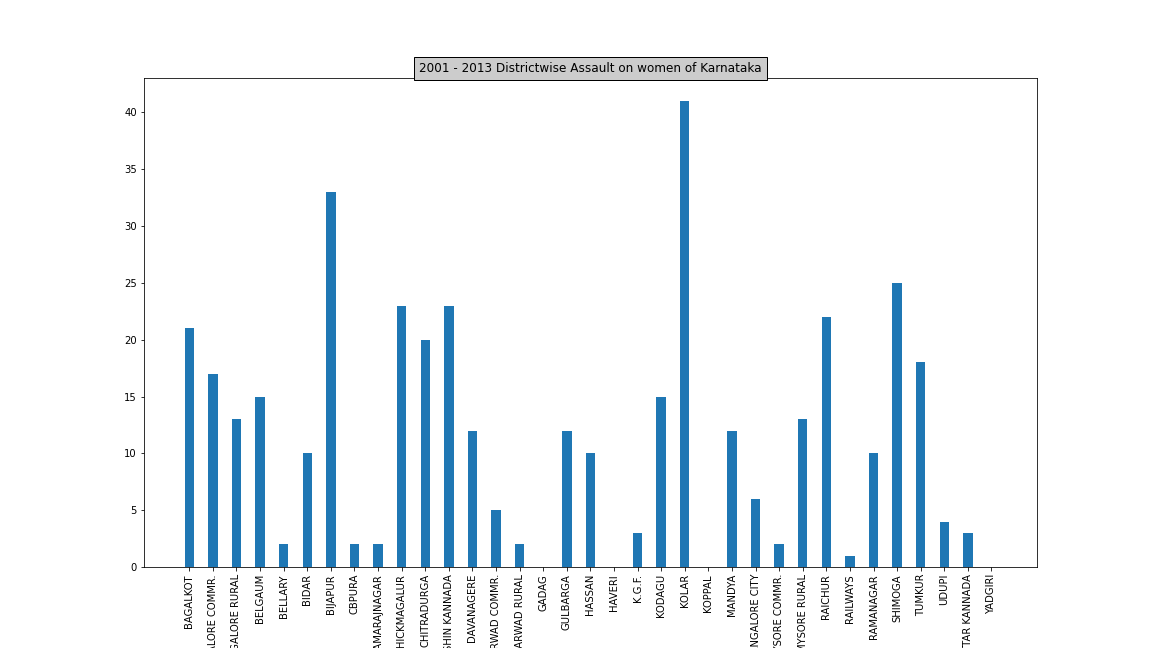 2001 - 2013 Districtwise Assault on women of Karnataka
40
35
30
25
20
15
10
5
0
BAGALKOT
ALORE COMMR.
GALORE RURAL
BELGAUM
BELLARY
BIDAR
BIJAPUR
CBPURA
AMARAJNAGAR
HICKMAGALUR
CHITRADURGA
SHIN KANNADA
DAVANAGERE
RWAD COMMR.
ARWAD RURAL
GADAG
GULBARGA
HASSAN
HAVERI
K.G.F.
KODAGU
KOLAR
KOPPAL
MANDYA
NGALORE CITY
YSORE COMMR.
MYSORE RURAL
RAICHUR
RAILWAYS
RAMANAGAR
SHIMOGA
TUMKUR
UDUPI
TAR KANNADA
YADGIRI